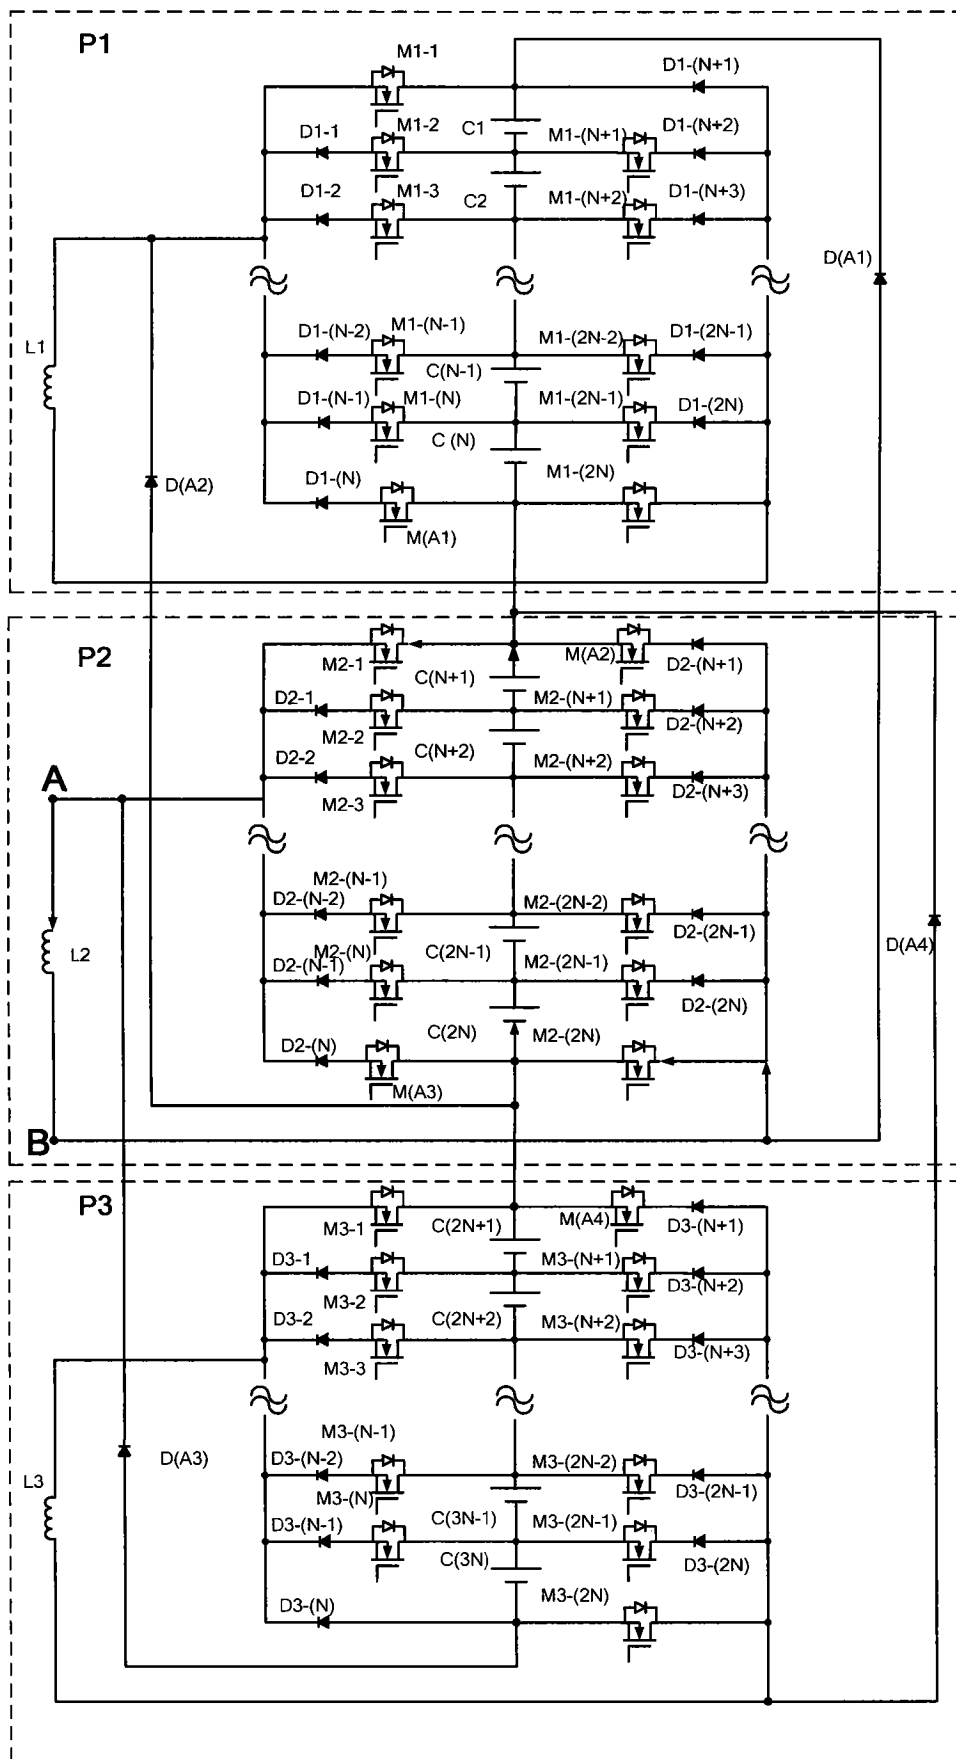 P1
M1-1
D1-(N+1)
C1
D1-1
M1-2
M1-(N+1)
D1-(N+2)
D1-2
M1-3
C2
M1-(N+2)
D1-(N+3)
D(A1)
L1
D1-(N-2)
M1-(N-1)
M1-(2N-2)
D1-(2N-1)
C(N-1)
D1-(N-1)
M1-(N)
M1-(2N-1)
D1-(2N)
C (N)
D(A2)
D1-(N)
M1-(2N)
M(A1)
P2
M2-1
C(N+1)
M(A2)
D2-(N+1)
D2-1
M2-2
M2-(N+1)
D2-(N+2)
D2-2
C(N+2)
M2-(N+2)
M2-3
D2-(N+3)
A
M2-(N-1)
D2-(N-2)
M2-(2N-2)
D2-(2N-1)
L2
M2-(N)
C(2N-1)
D(A4)
D2-(N-1)
M2-(2N-1)
D2-(2N)
C(2N)
M2-(2N)
D2-(N)
M(A3)
B
P3
M3-1
C(2N+1)
M(A4)
D3-(N+1)
D3-1
M3-2
M3-(N+1)
D3-(N+2)
D3-2
C(2N+2)
M3-(N+2)
M3-3
D3-(N+3)
M3-(N-1)
D(A3)
D3-(N-2)
M3-(2N-2)
D3-(2N-1)
L3
M3-(N)
C(3N-1)
D3-(N-1)
M3-(2N-1)
C(3N)
D3-(2N)
D3-(N)
M3-(2N)